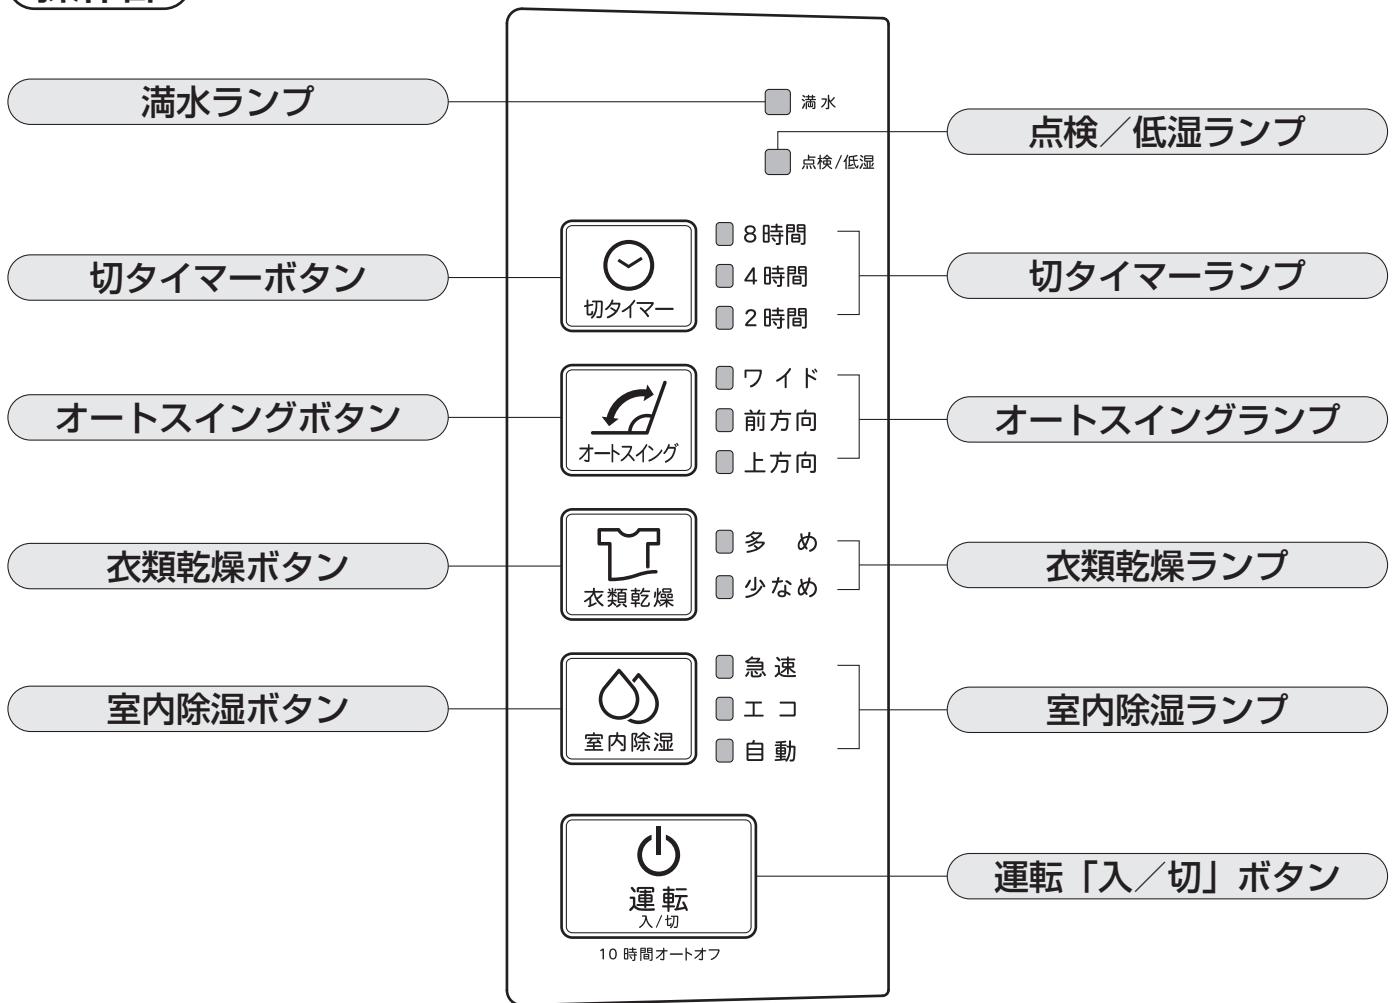 満水ランプ
満水
点検／低湿ランプ
点検/低湿
切タイマーボタン
切タイマー
8時間
4時間
2時間
切タイマーランプ
オートスイングボタン
オートスイング
ワイド
前方向
上方向
オートスイングランプ
衣類乾燥ボタン
衣類乾燥
多め
少なめ
衣類乾燥ランプ
室内除湿ボタン
室内除湿
急速
エコ
自動
室内除湿ランプ
運転
入/切
運転「入／切」ボタン
10時間オートオフ